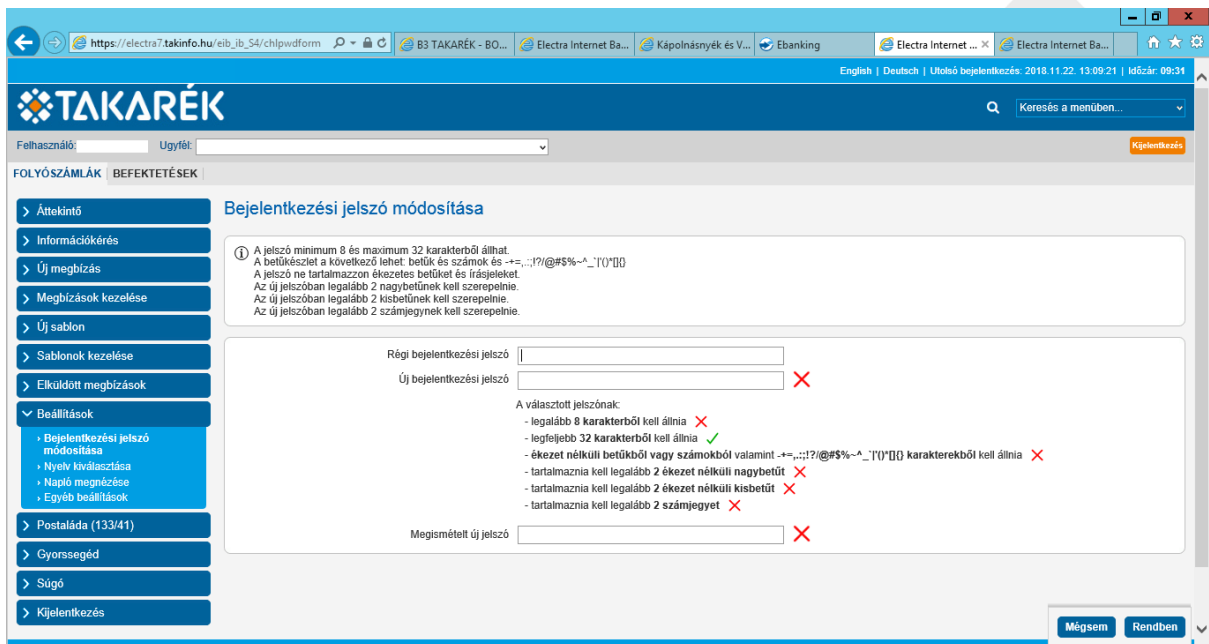 https://electra7.takinfo.hu/eib_ib_S4/chlpwdform
B3 TAKARÉK - BO...
Electra Internet Ba...
Kápolnásnyék és V...
Ebanking
Electra Internet ...
Electra Internet Ba...
English | Deutsch | Utolsó bejelentkezés: 2018.11.22. 13:09:21 | Időzár: 09:31
TAKARÉK
Keresés a menüben...
Felhasználó:
Ügyfél:
Kijelentkezés
FOLYÓSZÁMLÁK
BEFEKTETÉSEK
Áttekintő
Információkérés
Új megbízás
Megbízások kezelése
Új sablon
Sablonok kezelése
Elküldött megbízások
Beállítások
Bejelentkezési jelszó
módosítása
Nyelv kiválasztása
Napló megnézése
Egyéb beállítások
Postaláda (133/41)
Gyorssegéd
Súgó
Kijelentkezés
Bejelentkezési jelszó módosítása
A jelszó minimum 8 és maximum 32 karakterből állhat.
A betűkészlet a következő lehet: betűk és számok és -+=,.:;!?/@#$%~^_`|'()*[]{}
A jelszó ne tartalmazzon ékezetes betűket és írásjeleket.
Az új jelszóban legalább 2 nagybetűnek kell szerepelnie.
Az új jelszóban legalább 2 kisbetűnek kell szerepelnie.
Az új jelszóban legalább 2 számjegynek kell szerepelnie.
Régi bejelentkezési jelszó
Új bejelentkezési jelszó
A választott jelszónak:
- legalább 8 karakterből kell állnia
- legfeljebb 32 karakterből kell állnia
- ékezet nélküli betűkből vagy számokból valamint -+=,.:;!?/@#$%~^_`|'()*[]{} karakterekből kell állnia
- tartalmaznia kell legalább 2 ékezet nélküli nagybetűt
- tartalmaznia kell legalább 2 ékezet nélküli kisbetűt
- tartalmaznia kell legalább 2 számjegyet
Megismételt új jelszó
Mégsem
Rendben